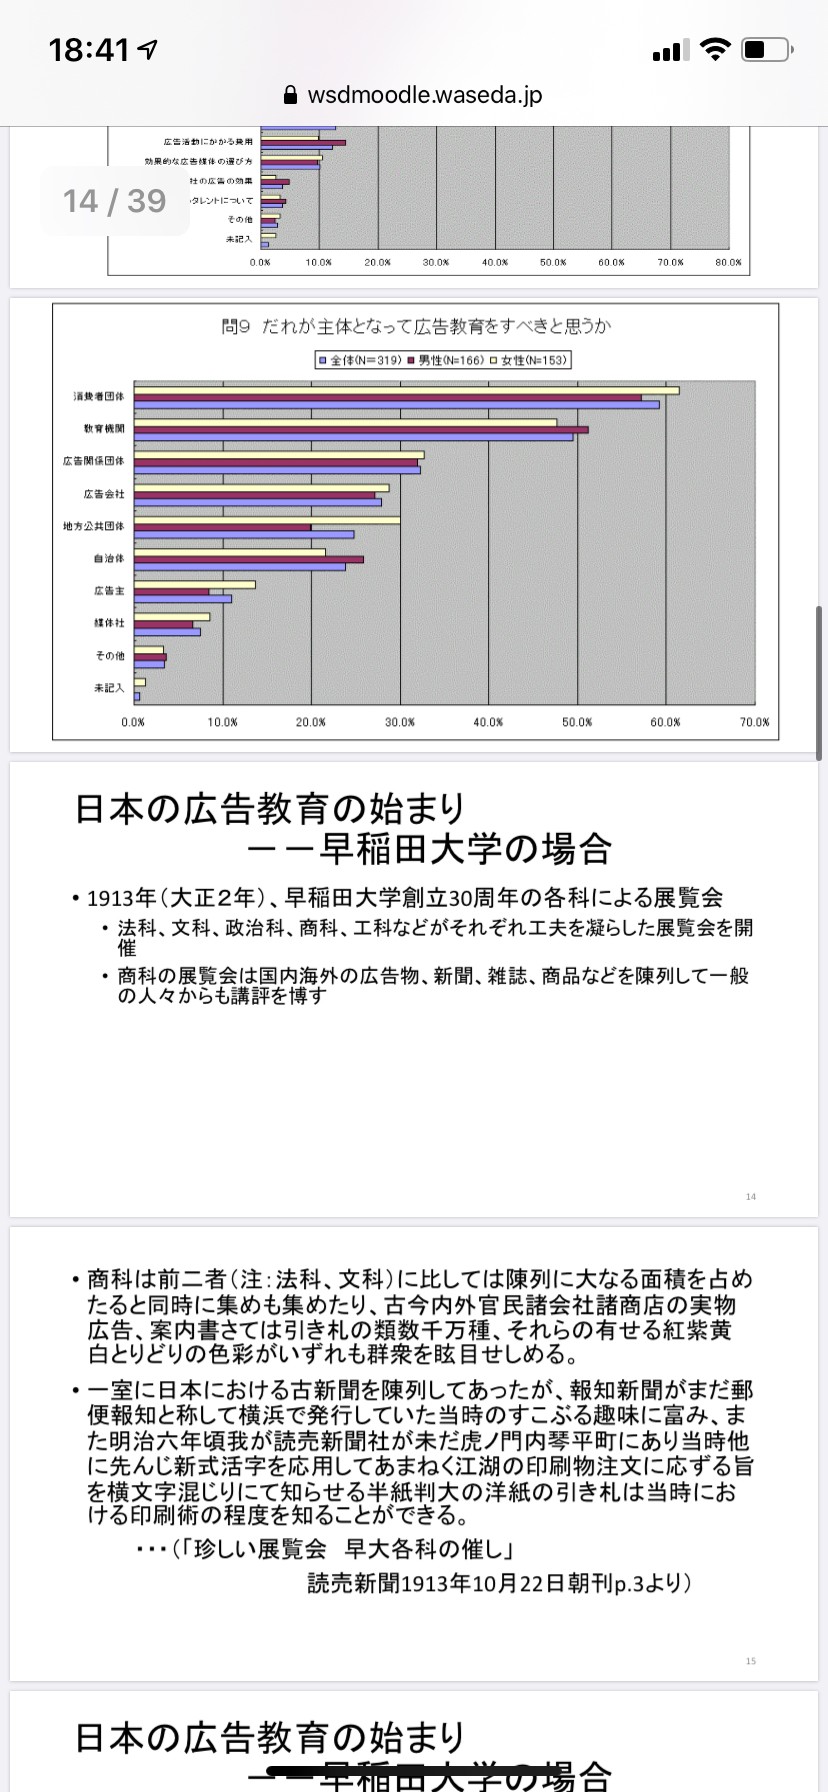 18:41
wsdmoodle.waseda.jp
広告活動にかかる費用
効果的な広告媒体の選び方
14 / 39
社の広告の効果
タレントについて
その他
未記入
0.0% 10.0% 20.0% 30.0% 40.0% 50.0% 60.0% 70.0% 80.0%
問9 だれが主体となって広告教育をすべきと思うか
全体(N=319) 男性(N=166) 女性(N=153)
消費者団体
教育機関
広告関係団体
広告会社
地方公共団体
自治体
広告主
媒体社
その他
未記入
0.0% 10.0% 20.0% 30.0% 40.0% 50.0% 60.0% 70.0%
日本の広告教育の始まり
－－早稲田大学の場合
• 1913年（大正２年）、早稲田大学創立30周年の各科による展覧会
• 法科、文科、政治科、商科、工科などがそれぞれ工夫を凝らした展覧会を開
催
• 商科の展覧会は国内海外の広告物、新聞、雑誌、商品などを陳列して一般
の人々からも講評を博す
14
• 商科は前二者（注：法科、文科）に比しては陳列に大なる面積を占め
たると同時に集めも集めたり、古今内外官民諸会社諸商店の実物
広告、案内書さては引き札の類数千万種、それらの有せる紅紫黄
白とりどりの色彩がいずれも群衆を眩目せしめる。
• 一室に日本における古新聞を陳列してあったが、報知新聞がまだ郵
便報知と称して横浜で発行していた当時のすこぶる趣味に富み、ま
た明治六年頃我が読売新聞社が未だ虎ノ門内琴平町にあり当時他
に先んじ新式活字を応用してあまねく江湖の印刷物注文に応ずる旨
を横文字混じりにて知らせる半紙判大の洋紙の引き札は当時にお
ける印刷術の程度を知ることができる。
・・・（「珍しい展覧会　早大各科の催し」
読売新聞1913年10月22日朝刊p.3より）
15
日本の広告教育の始まり
－－早稲田大学の場合